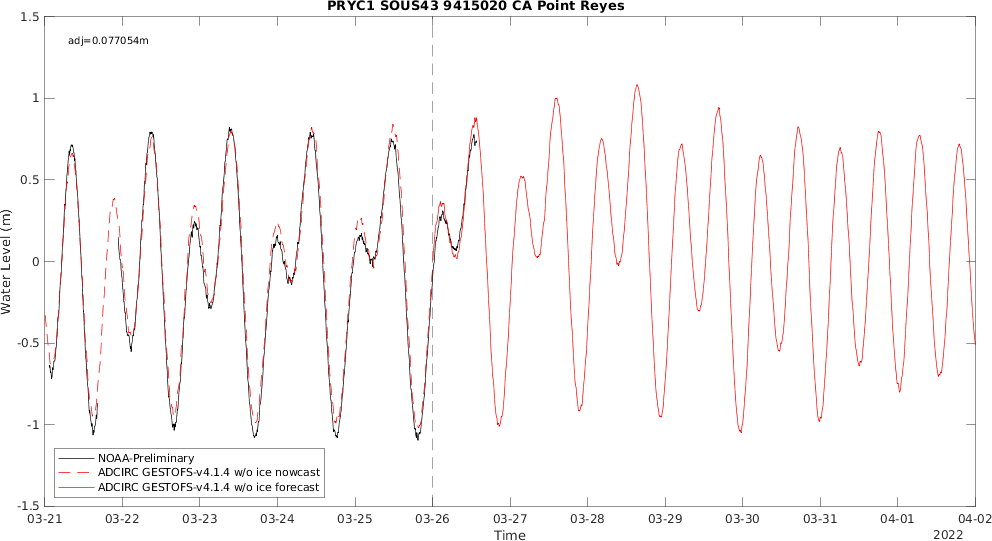 PRYC1 SOUS43 9415020 CA Point Reyes
adj=0.077054m
Water Level (m)
1.5
1
0.5
0
-0.5
-1
-1.5
NOAA-Preliminary
ADCIRC GESTOFS-v4.1.4 w/o ice nowcast
ADCIRC GESTOFS-v4.1.4 w/o ice forecast
03-21 03-22 03-23 03-24 03-25 03-26 03-27 03-28 03-29 03-30 03-31 04-01 04-02
Time
2022